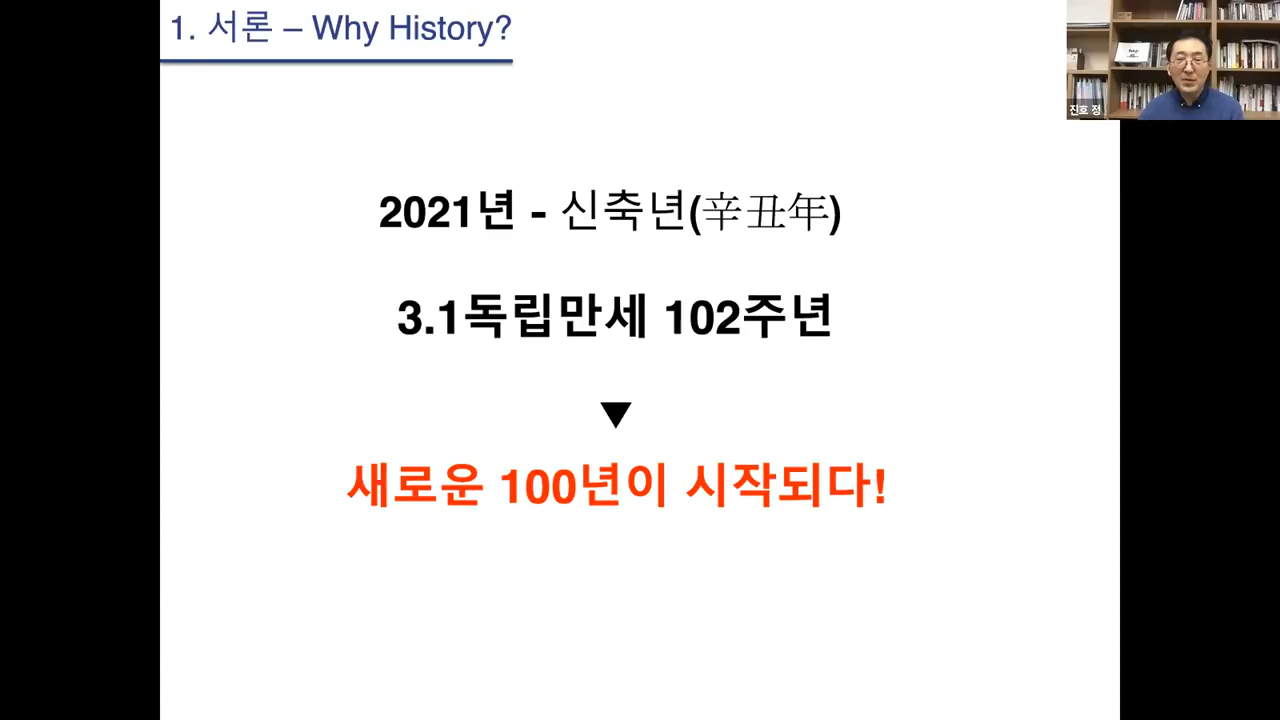 1. 서론 – Why History?
진호 정
2021년 - 신축년(辛丑年)
3.1독립만세 102주년
▼
새로운 100년이 시작되다!